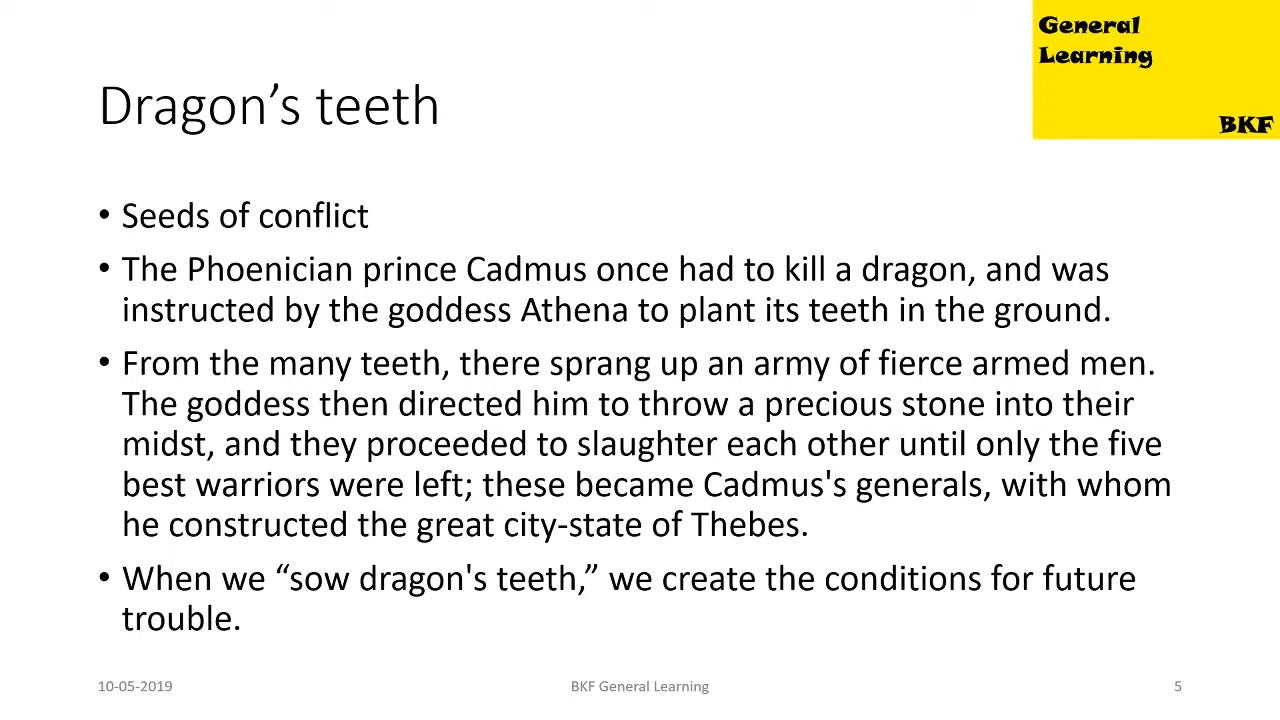 General
Learning
BKF
Dragon’s teeth
• Seeds of conflict
• The Phoenician prince Cadmus once had to kill a dragon, and was
instructed by the goddess Athena to plant its teeth in the ground.
• From the many teeth, there sprang up an army of fierce armed men.
The goddess then directed him to throw a precious stone into their
midst, and they proceeded to slaughter each other until only the five
best warriors were left; these became Cadmus's generals, with whom
he constructed the great city-state of Thebes.
• When we “sow dragon's teeth,” we create the conditions for future
trouble.
10-05-2019
BKF General Learning
5